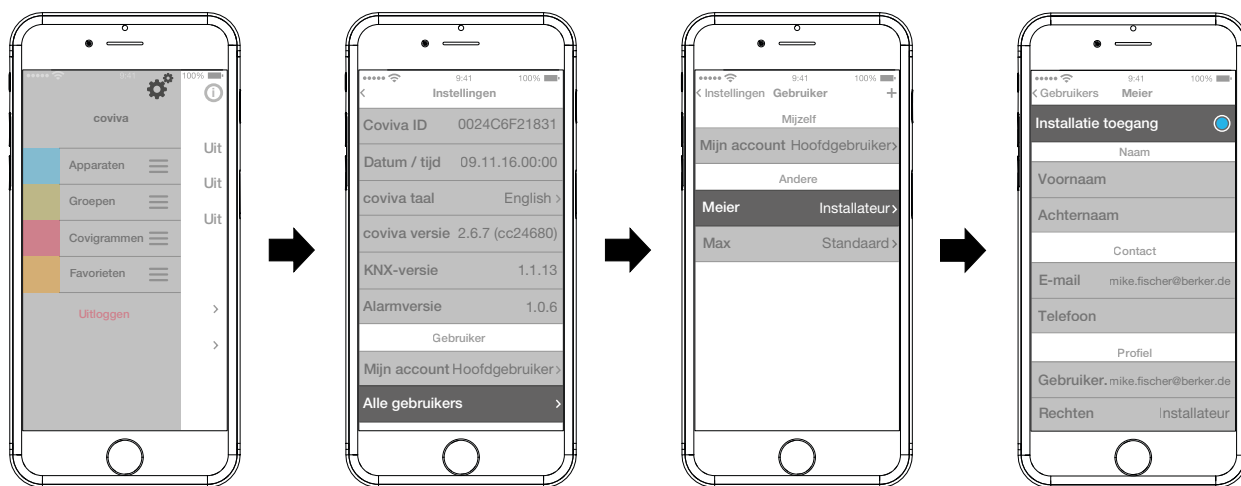 9:41 100%
coviva
Uit
Apparaten
Uit
Groepen
Uit
Covigrammen
Favorieten
Uitloggen
9:41 100%
Instellingen
Coviva ID 0024C6F21831
Datum / tijd 09.11.16.00:00
coviva taal English >
coviva versie 2.6.7 (cc24680)
KNX-versie 1.1.13
Alarmversie 1.0.6
Gebruiker
Mijn account Hoofdgebruiker >
Alle gebruikers >
9:41 100%
< Instellingen Gebruiker +
Mijzelf
Mijn account Hoofdgebruiker >
Andere
Meier Installateur >
Max Standaard >
9:41 100%
< Gebruikers Meier
Installatie toegang
Naam
Voornaam
Achternaam
Contact
E-mail mike.fischer@berker.de
Telefoon
Profiel
Gebruiker. mike.fischer@berker.de
Rechten Installateur